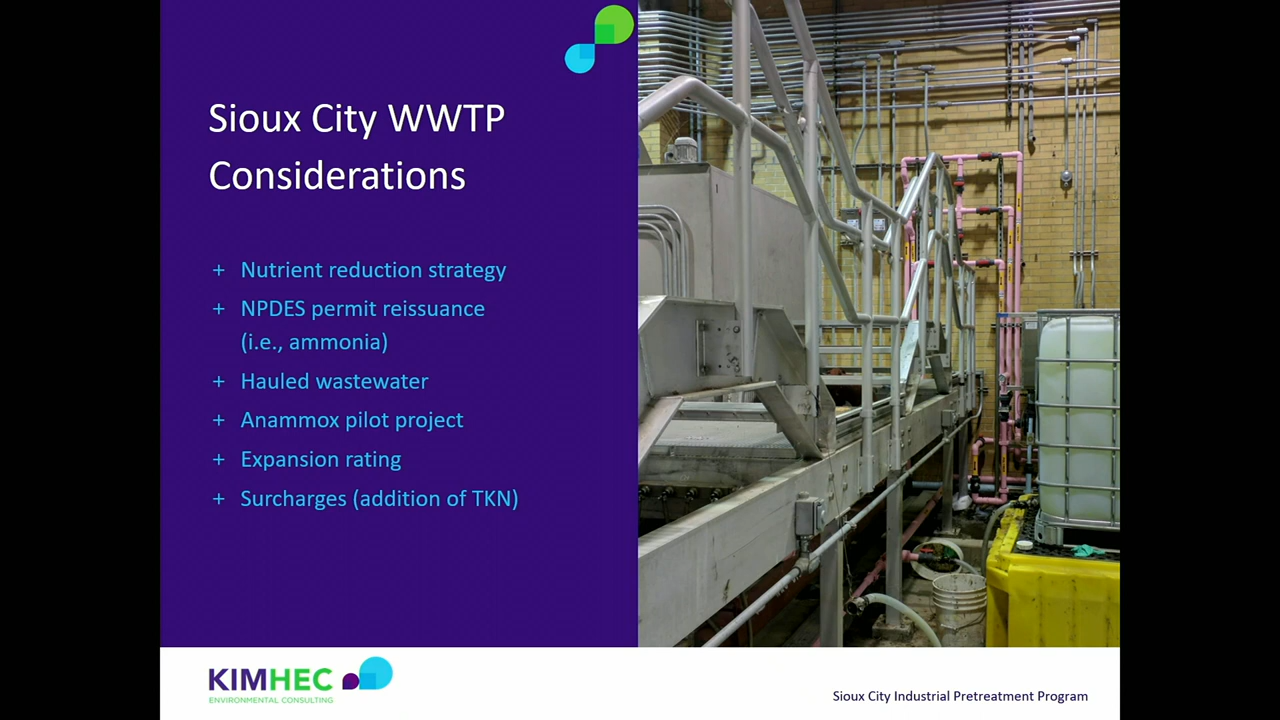 Sioux City WWTP
Considerations
+ Nutrient reduction strategy
+ NPDES permit reissuance
(i.e., ammonia)
+ Hauled wastewater
+ Anammox pilot project
+ Expansion rating
+ Surcharges (addition of TKN)
KIMHEC
ENVIRONMENTAL CONSULTING
Sioux City Industrial Pretreatment Program